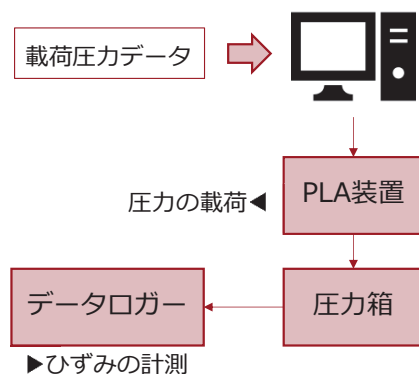 載荷圧力データ
PLA装置
圧力の載荷◀
圧力箱
データロガー
▶ひずみの計測